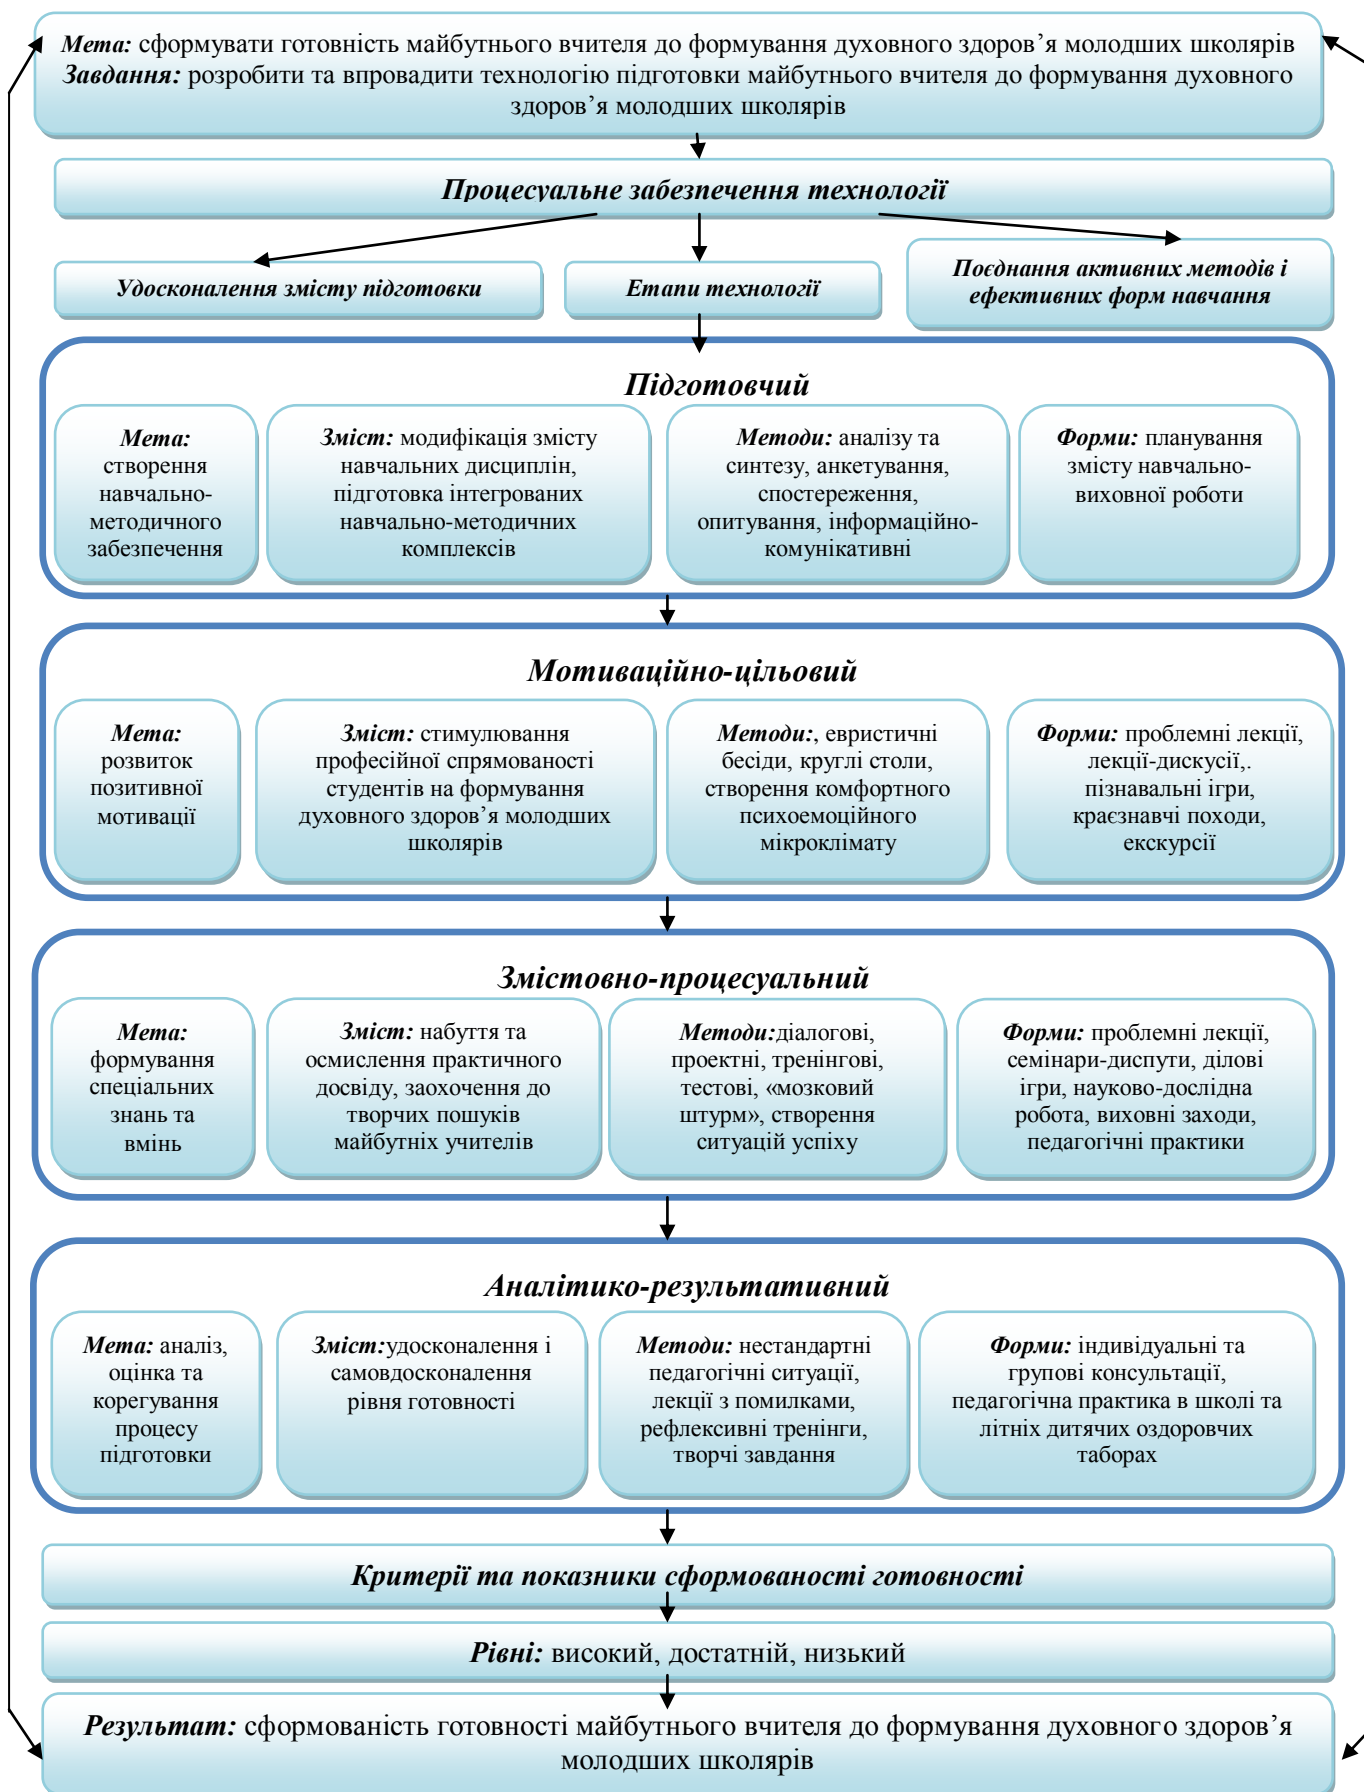 Мета: сформувати готовність майбутнього вчителя до формування духовного здоров’я молодших школярів
Завдання: розробити та впровадити технологію підготовки майбутнього вчителя до формування духовного
здоров’я молодших школярів
Процесуальне забезпечення технології
Удосконалення змісту підготовки
Етапи технології
Поєднання активних методів і
ефективних форм навчання
Підготовчий
Мета:
створення
навчально-
методичного
забезпечення
Зміст: модифікація змісту
навчальних дисциплін,
підготовка інтегрованих
навчально-методичних
комплексів
Методи: аналізу та
синтезу, анкетування,
спостереження,
опитування, інформаційно-
комунікативні
Форми: планування
змісту навчально-
виховної роботи
Мотиваційно-цільовий
Мета:
розвиток
позитивної
мотивації
Зміст: стимулювання
професійної спрямованості
студентів на формування
духовного здоров’я молодших
школярів
Методи:, евристичні
бесіди, круглі столи,
створення комфортного
психоемоційного
мікроклімату
Форми: проблемні лекції,
лекції-дискусії,.
пізнавальні ігри,
краєзнавчі походи,
екскурсії
Змістовно-процесуальний
Мета:
формування
спеціальних
знань та
вмінь
Зміст: набуття та
осмислення практичного
досвіду, заохочення до
творчих пошуків
майбутніх учителів
Методи:діалогові,
проектні, тренінгові,
тестові, «мозковий
штурм», створення
ситуацій успіху
Форми: проблемні лекції,
семінари-диспути, ділові
ігри, науково-дослідна
робота, виховні заходи,
педагогічні практики
Аналітико-результативний
Мета: аналіз,
оцінка та
корегування
процесу
підготовки
Зміст:удосконалення і
самовдосконалення
рівня готовності
Методи: нестандартні
педагогічні ситуації,
лекції з помилками,
рефлексивні тренінги,
творчі завдання
Форми: індивідуальні та
групові консультації,
педагогічна практика в школі та
літніх дитячих оздоровчих
таборах
Критерії та показники сформованості готовності
Рівні: високий, достатній, низький
Результат: сформованість готовності майбутнього вчителя до формування духовного здоров’я
молодших школярів